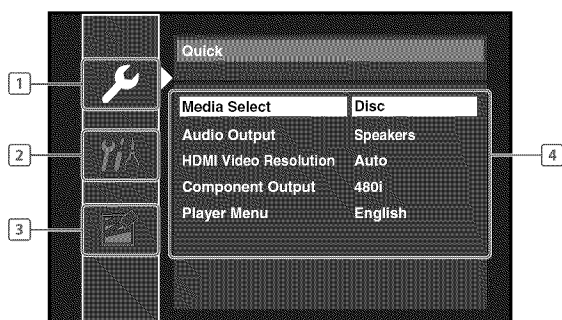 Quick
1
Media Select Disc
2
Audio Output Speakers
HDMI Video Resolution Auto
4
Component Output 480i
Player Menu English
3